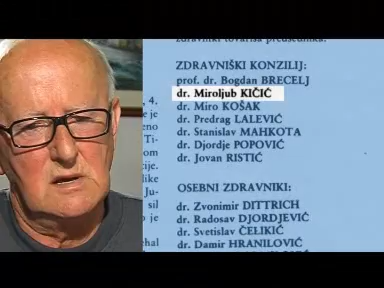 zdravniki tovariša predsednika.
ZDRAVNIŠKI KONZILIJ:
prof. dr. Bogdan BRECELJ
dr. Miroljub KIČIĆ
dr. Miro KOŠAK
dr. Predrag LALEVIĆ
dr. Stanislav MAHKOTA
dr. Djordje POPOVIĆ
dr. Jovan RISTIĆ
OSEBNI ZDRAVNIKI:
dr. Zvonimir DITTRICH
dr. Radosav DJORDJEVIĆ
dr. Svetislav ČELIKIĆ
dr. Damir HRANILOVIĆ